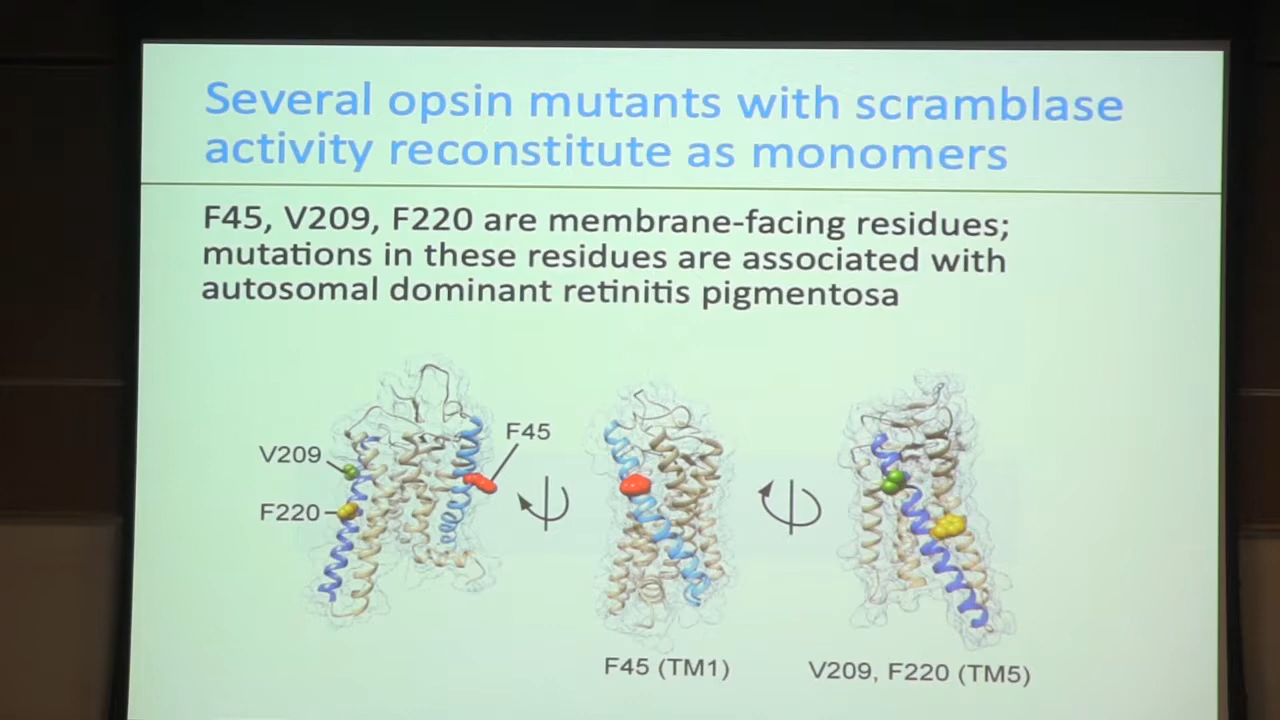 Several opsin mutants with scramblase
activity reconstitute as monomers
F45, V209, F220 are membrane-facing residues;
mutations in these residues are associated with
autosomal dominant retinitis pigmentosa
F45
V209
F220
F45 (TM1)
V209, F220 (TM5)